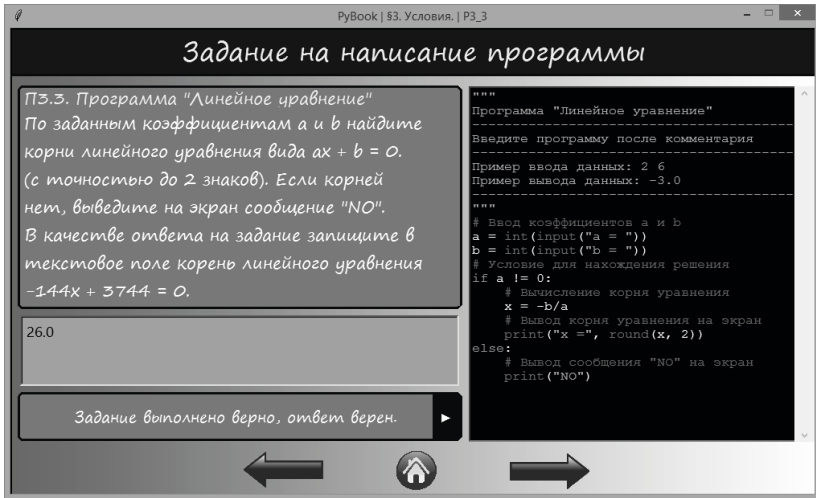 PyBook | §3. Условия. | P3_3
Задание на написание программы
П3.3. Программа "Линейное уравнение"
По заданным коэффициентам a и b найдите
корни линейного уравнения вида ax + b = 0.
(с точностью до 2 знаков). Если корней
нет, выведите на экран сообщение "NO".
В качестве ответа на задание запишите в
текстовое поле корень линейного уравнения
-144x + 3744 = 0.
26.0
Задание выполнено верно, ответ верен.
"""
Программа "Линейное уравнение"
----------------------------------------
Введите программу после комментария
----------------------------------------
Пример ввода данных: 2 6
Пример вывода данных: -3.0
----------------------------------------
"""
# Ввод коэффициентов a и b
a = int(input("a = "))
b = int(input("b = "))
# Условие для нахождения решения
if a != 0:
    # Вычисление корня уравнения
    x = -b/a
    # Вывод корня уравнения на экран
    print("x =", round(x, 2))
else:
    # Вывод сообщения "NO" на экран
    print("NO")